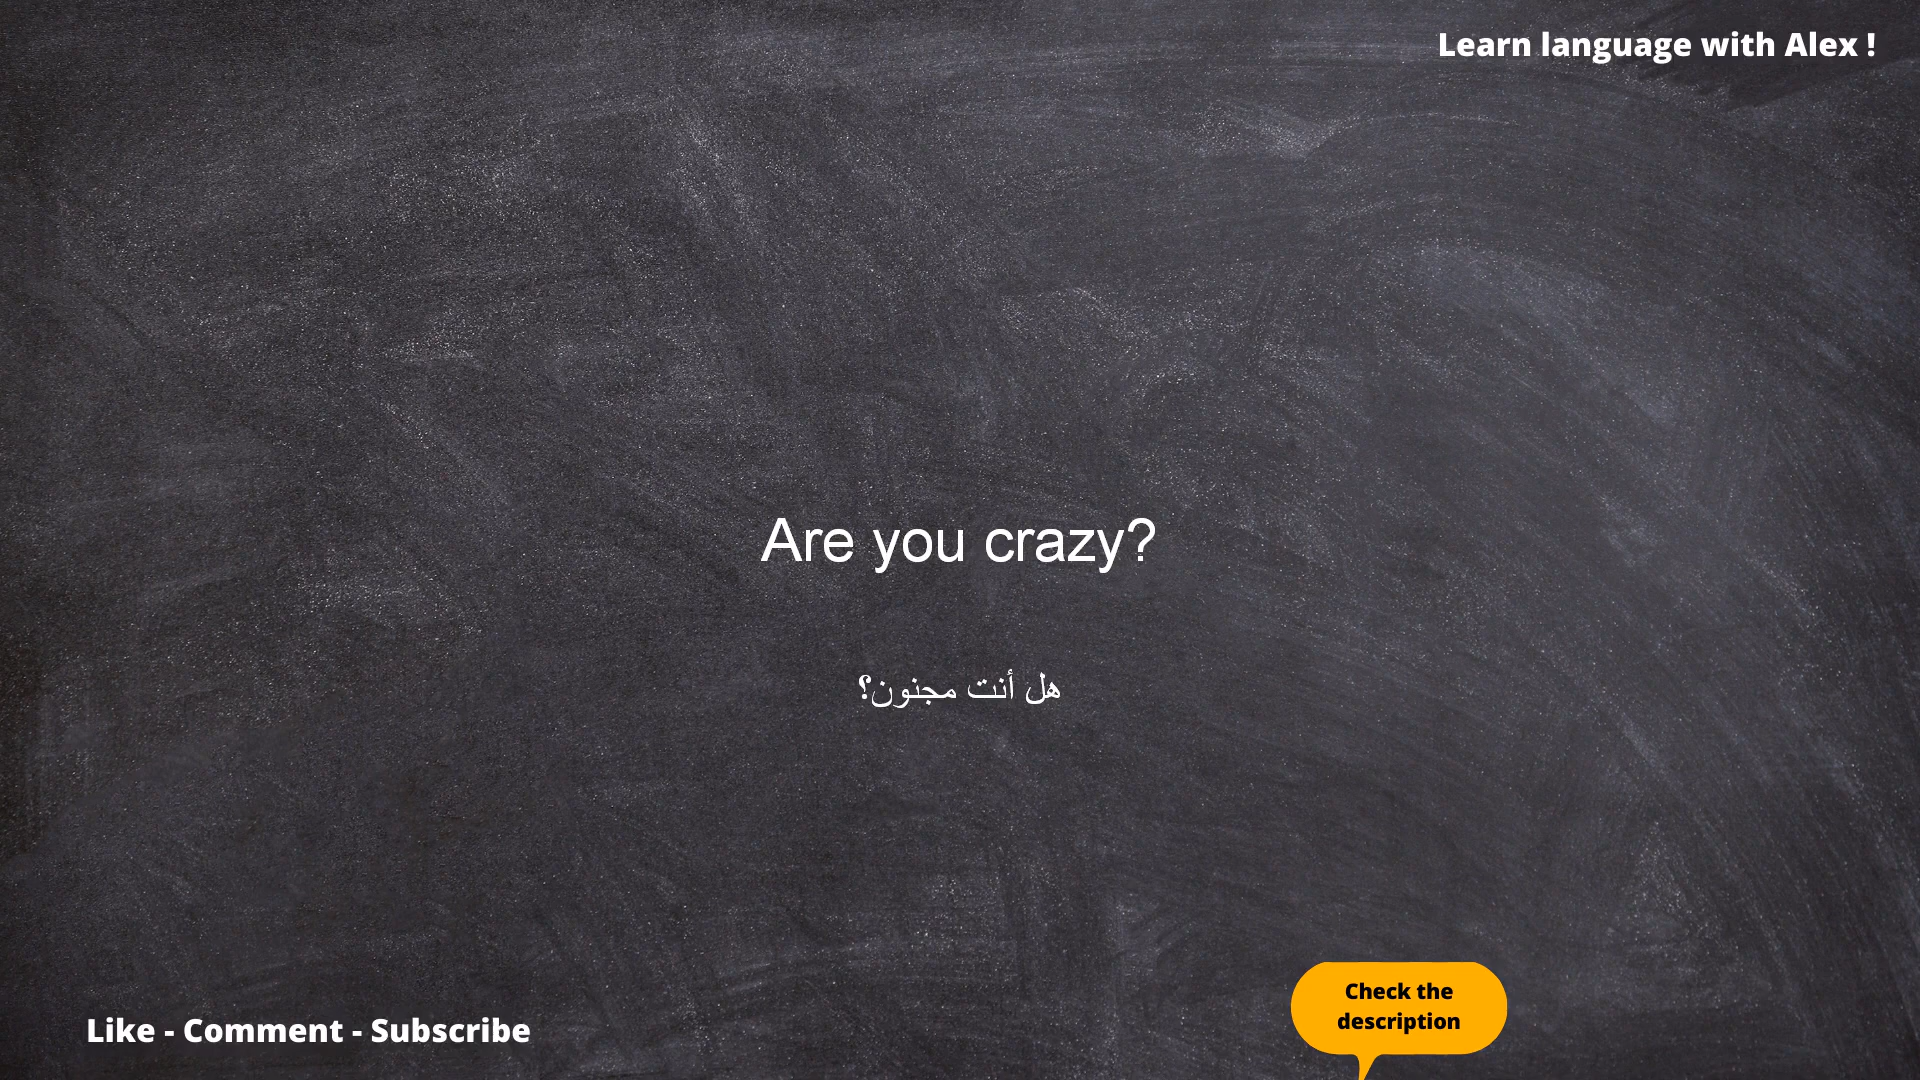 Learn language with Alex !
Are you crazy?
هل أنت مجنون؟
Check the
description
Like - Comment - Subscribe